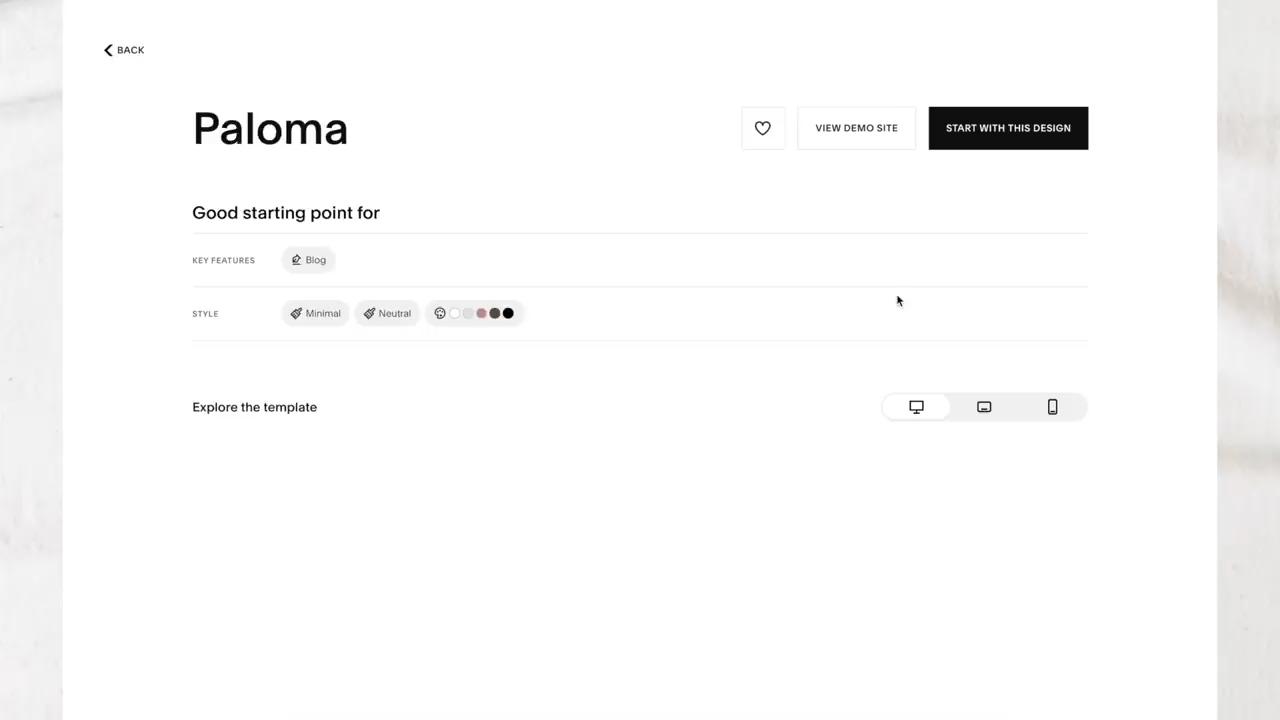 BACK
Paloma
VIEW DEMO SITE
START WITH THIS DESIGN
Good starting point for
KEY FEATURES
Blog
STYLE
Minimal
Neutral
Explore the template